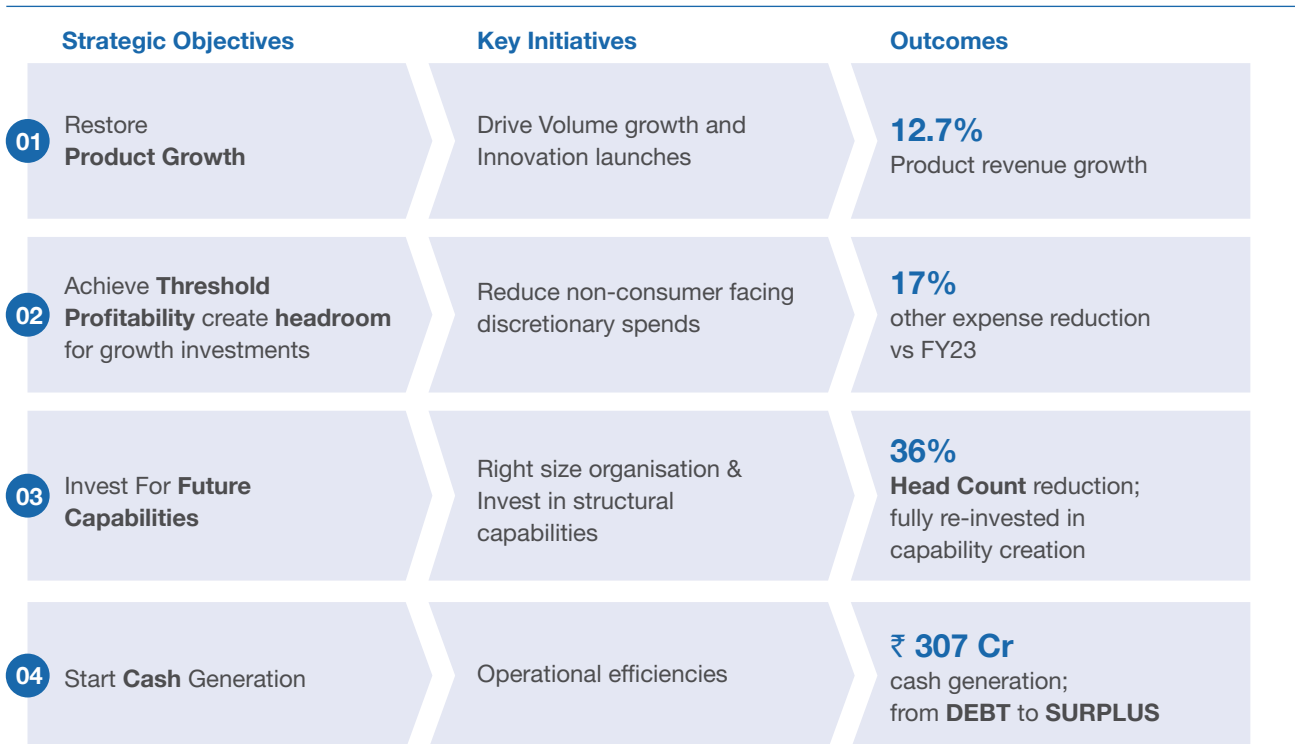 Strategic Objectives
Key Initiatives
Outcomes
01
Restore
Product Growth
Drive Volume growth and
Innovation launches
12.7%
Product revenue growth
02
Achieve Threshold
Profitability create headroom
for growth investments
Reduce non-consumer facing
discretionary spends
17%
other expense reduction
vs FY23
03
Invest For Future
Capabilities
Right size organisation &
Invest in structural
capabilities
36%
Head Count reduction;
fully re-invested in
capability creation
04
Start Cash Generation
Operational efficiencies
₹ 307 Cr
cash generation;
from DEBT to SURPLUS